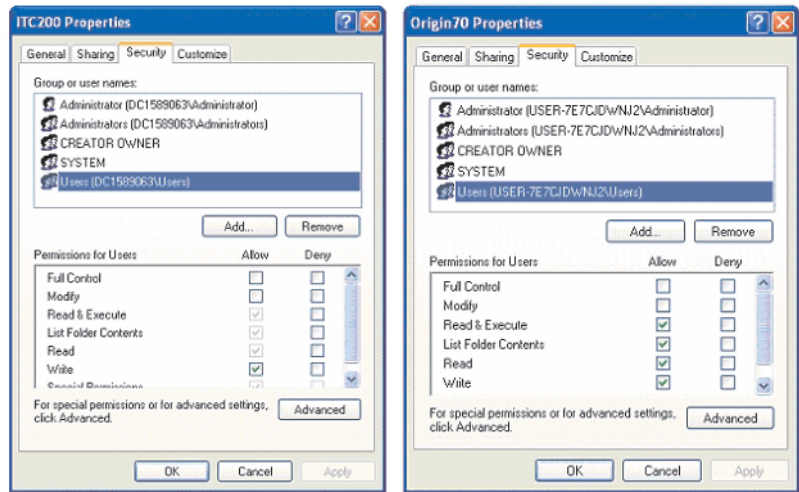 ITC200 Properties
General Sharing Security Customize
Group or user names:
Administrator (DC1589063\Administrator)
Administrators (DC1589063\Administrators)
CREATOR OWNER
SYSTEM
Users (DC1589063\Users)
Add... Remove
Permissions for Users Allow Deny
Full Control
Modify
Read & Execute
List Folder Contents
Read
Write
Special Permissions
For special permissions or for advanced settings,
click Advanced.
Advanced
OK Cancel Apply
Origin70 Properties
General Sharing Security Customize
Group or user names:
Administrator (USER-7E7CJDWNJ2\Administrator)
Administrators (USER-7E7CJDWNJ2\Administrators)
CREATOR OWNER
SYSTEM
Users (USER-7E7CJDWNJ2\Users)
Add... Remove
Permissions for Users Allow Deny
Full Control
Modify
Read & Execute
List Folder Contents
Read
Write
For special permissions or for advanced settings,
click Advanced.
Advanced
OK Cancel Apply